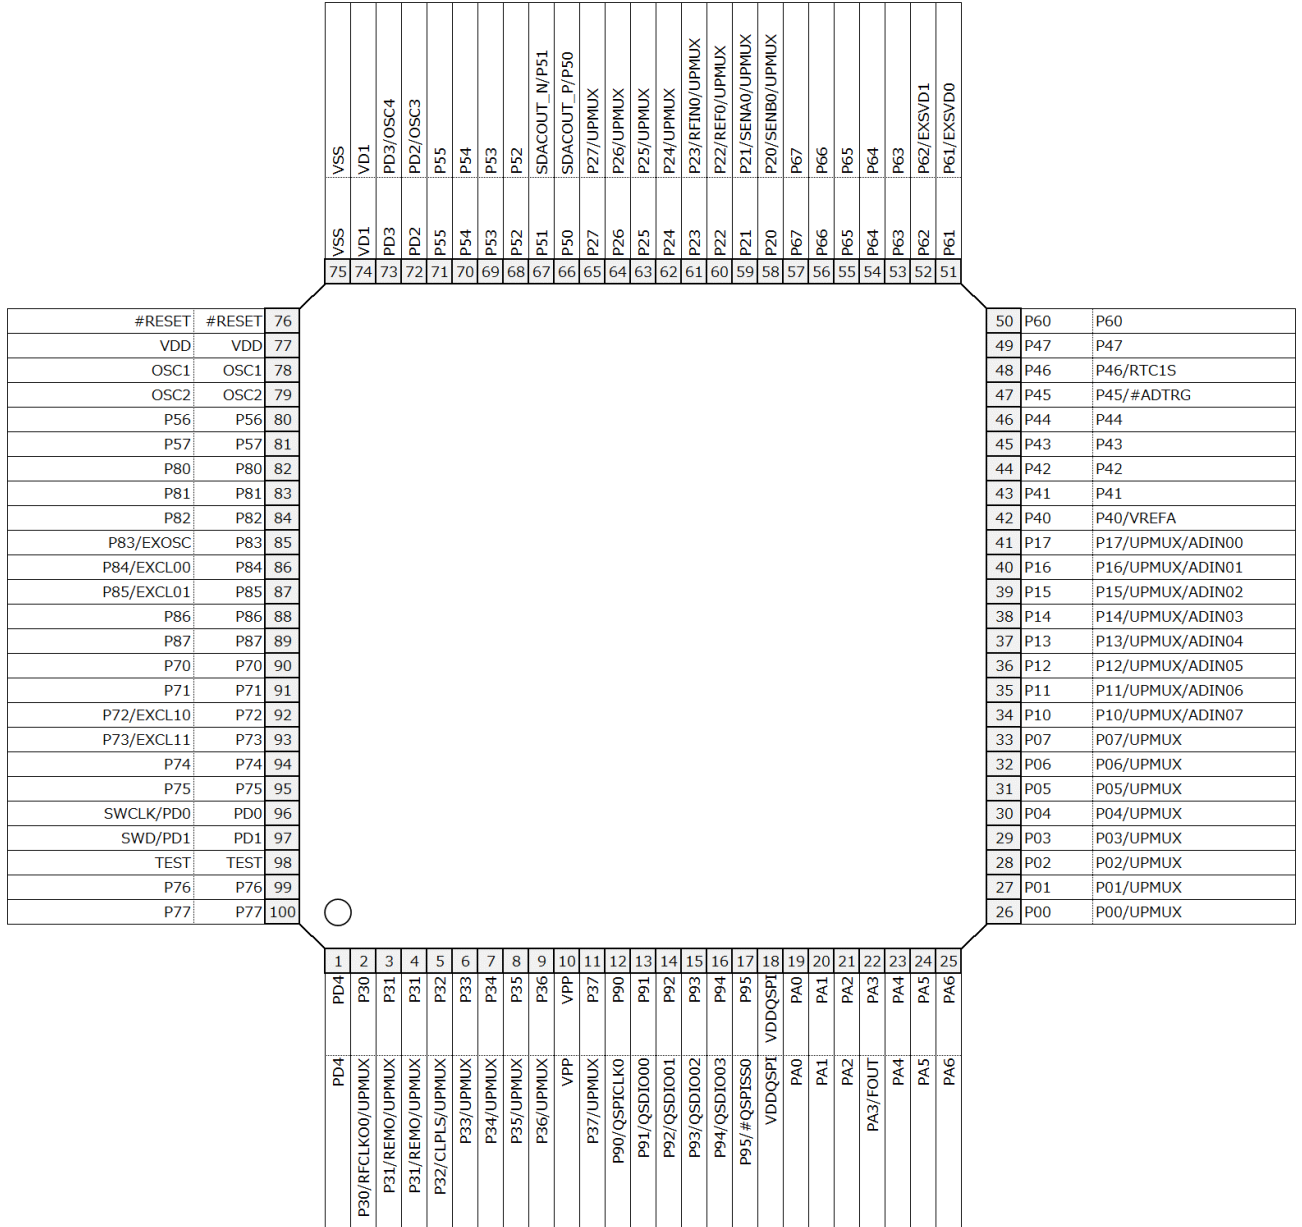 VSS VD1 PD3/OSC4 PD2/OSC3 P55 P54 P53 P52 SDACOUT_N/P51 SDACOUT_P/P50 P27/UPMUX P26/UPMUX P25/UPMUX P24/UPMUX P23/RFIN0/UPMUX P22/REF0/UPMUX P21/SENA0/UPMUX P20/SENB0/UPMUX P67 P66 P65 P64 P63 P62/EXSVD1 P61/EXSVD0
VSS VD1 PD3 PD2 P55 P54 P53 P52 P51 P50 P27 P26 P25 P24 P23 P22 P21 P20 P67 P66 P65 P64 P63 P62 P61
75 74 73 72 71 70 69 68 67 66 65 64 63 62 61 60 59 58 57 56 55 54 53 52 51
#RESET #RESET 76 50 P60 P60
VDD VDD 77 49 P47 P47
OSC1 OSC1 78 48 P46 P46/RTC1S
OSC2 OSC2 79 47 P45 P45/#ADTRG
P56 P56 80 46 P44 P44
P57 P57 81 45 P43 P43
P80 P80 82 44 P42 P42
P81 P81 83 43 P41 P41
P82 P82 84 42 P40 P40/VREFA
P83/EXOSC P83 85 41 P17 P17/UPMUX/ADIN00
P84/EXCL00 P84 86 40 P16 P16/UPMUX/ADIN01
P85/EXCL01 P85 87 39 P15 P15/UPMUX/ADIN02
P86 P86 88 38 P14 P14/UPMUX/ADIN03
P87 P87 89 37 P13 P13/UPMUX/ADIN04
P70 P70 90 36 P12 P12/UPMUX/ADIN05
P71 P71 91 35 P11 P11/UPMUX/ADIN06
P72/EXCL10 P72 92 34 P10 P10/UPMUX/ADIN07
P73/EXCL11 P73 93 33 P07 P07/UPMUX
P74 P74 94 32 P06 P06/UPMUX
P75 P75 95 31 P05 P05/UPMUX
SWCLK/PD0 PD0 96 30 P04 P04/UPMUX
SWD/PD1 PD1 97 29 P03 P03/UPMUX
TEST TEST 98 28 P02 P02/UPMUX
P76 P76 99 27 P01 P01/UPMUX
P77 P77 100 26 P00 P00/UPMUX
1 2 3 4 5 6 7 8 9 10 11 12 13 14 15 16 17 18 19 20 21 22 23 24 25
PD4 P30 P31 P31 P32 P33 P34 P35 P36 VPP P37 P90 P91 P92 P93 P94 P95 VDDQSPI PA0 PA1 PA2 PA3 PA4 PA5 PA6
PD4 P30/RFCLKO0/UPMUX P31/REMO/UPMUX P31/REMO/UPMUX P32/CLPLS/UPMUX P33/UPMUX P34/UPMUX P35/UPMUX P36/UPMUX VPP P37/UPMUX P90/QSPICLK0 P91/QSDIO00 P92/QSDIO01 P93/QSDIO02 P94/QSDIO03 P95/#QSPISS0 VDDQSPI PA0 PA1 PA2 PA3/FOUT PA4 PA5 PA6